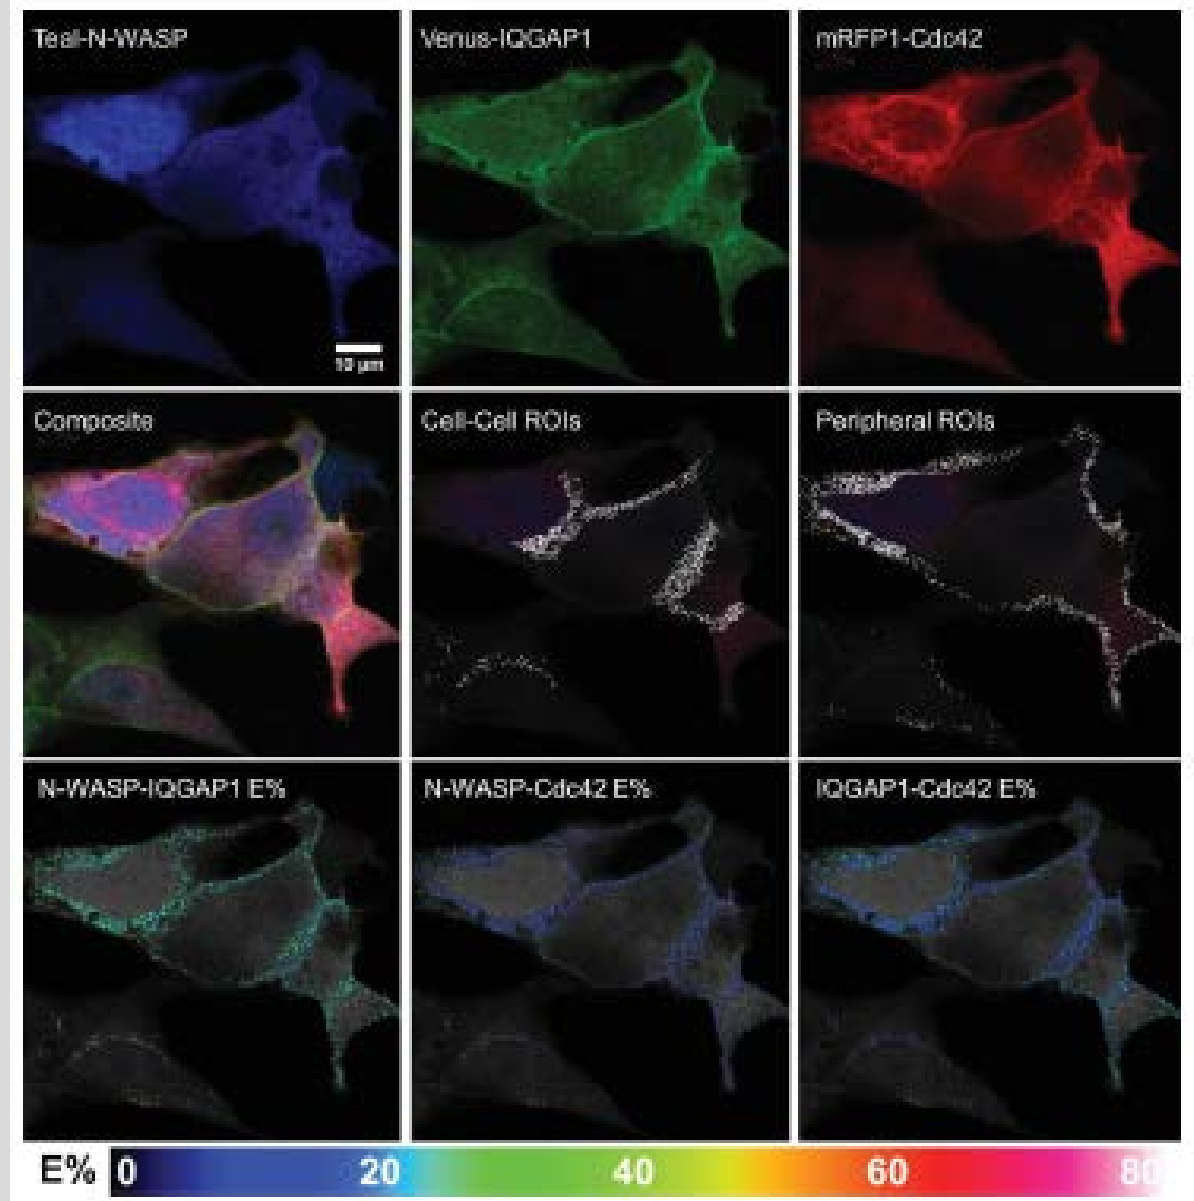 Teal-N-WASP
Venus-IQGAP1
mRFP1-Cdc42
10 µm
Composite
Cell-Cell ROIs
Peripheral ROIs
N-WASP-IQGAP1 E%
N-WASP-Cdc42 E%
IQGAP1-Cdc42 E%
E% 0 20 40 60 80